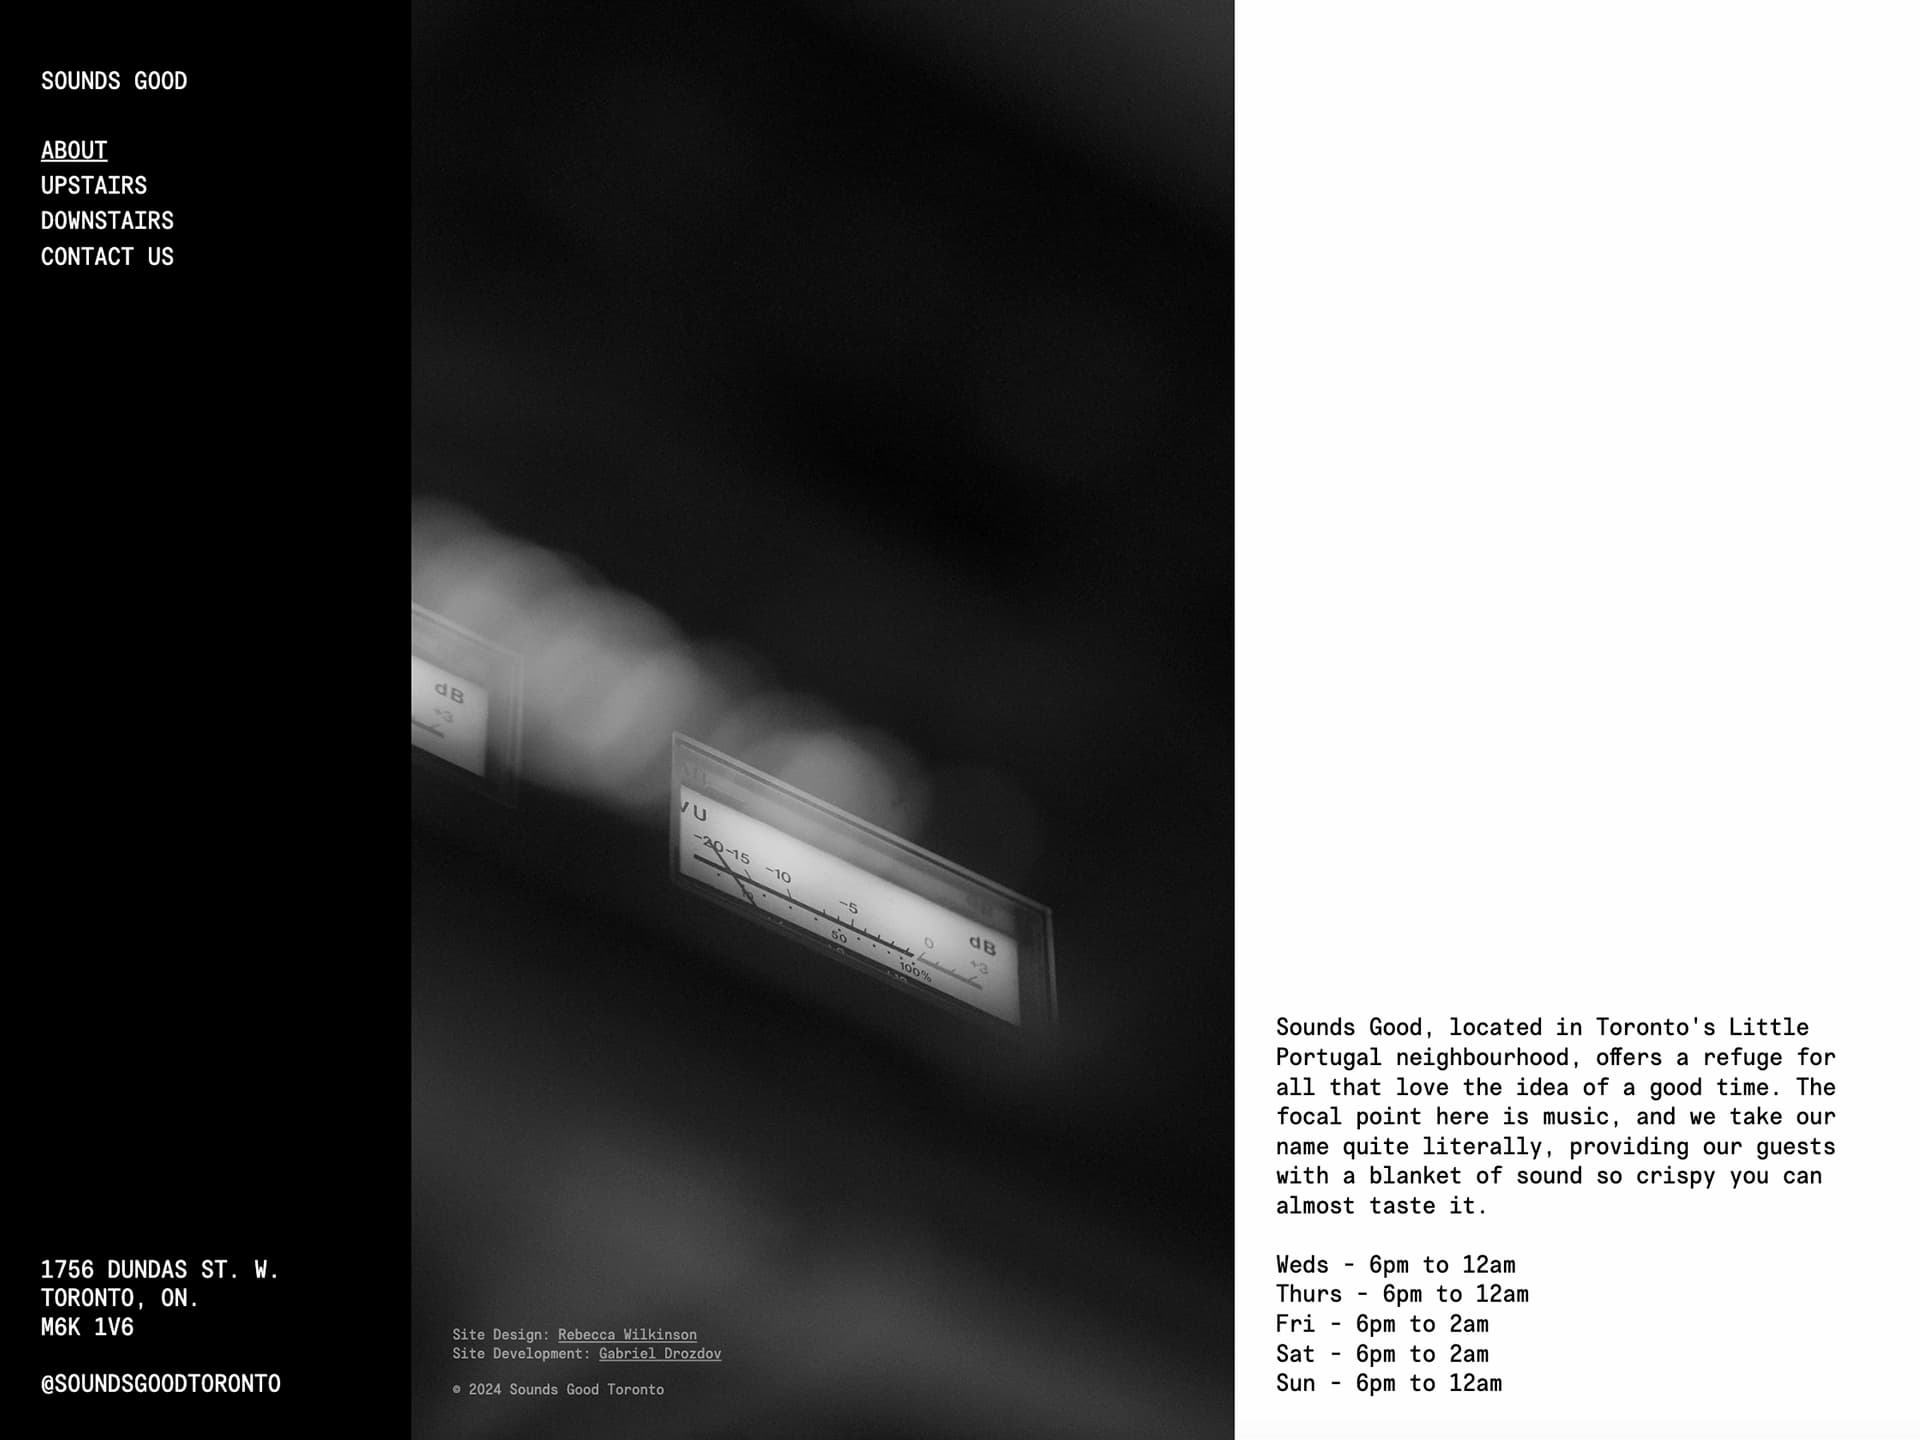 SOUNDS GOOD
ABOUT
UPSTAIRS
DOWNSTAIRS
CONTACT US
1756 DUNDAS ST. W.
TORONTO, ON.
M6K 1V6
@SOUNDSGOODTORONTO
dB
+3
VU
-20-15 -10 -5 0 dB
+3
50
100%
Site Design: Rebecca Wilkinson
Site Development: Gabriel Drozdov
© 2024 Sounds Good Toronto
Sounds Good, located in Toronto's Little
Portugal neighbourhood, offers a refuge for
all that love the idea of a good time. The
focal point here is music, and we take our
name quite literally, providing our guests
with a blanket of sound so crispy you can
almost taste it.
Weds - 6pm to 12am
Thurs - 6pm to 12am
Fri - 6pm to 2am
Sat - 6pm to 2am
Sun - 6pm to 12am